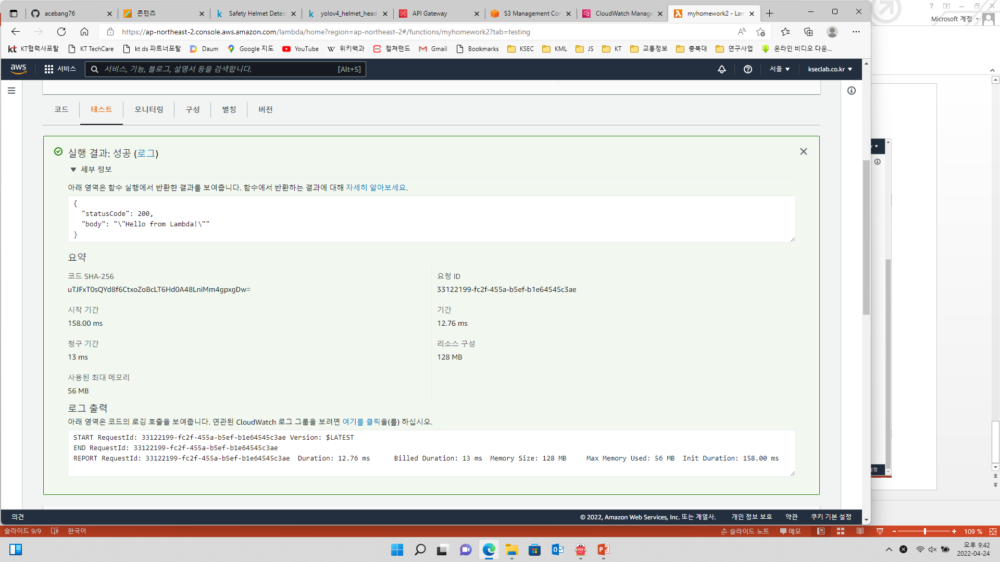 acebang76
콘텐츠
Safety Helmet Detec
yolov4_helmet_head
API Gateway
S3 Management Con
CloudWatch Manage
myhomework2 - Lam
Microsoft 계정
https://ap-northeast-2.console.aws.amazon.com/lambda/home?region=ap-northeast-2#/functions/myhomework2?tab=testing
kt KT협력사포탈
KT TechCare
kt ds 파트너포탈
Daum
Google 지도
YouTube
W 위키백과
컬쳐랜드
Gmail
Bookmarks
KSEC
KML
JS
KT
교통정보
충북대
연구사업
온라인 비디오 다운...
aws
서비스
서비스, 기능, 블로그, 설명서 등을 검색합니다. [Alt+S]
서울
kseclab.co.kr
코드
테스트
모니터링
구성
별칭
버전
실행 결과: 성공 (로그)
세부 정보
아래 영역은 함수 실행에서 반환한 결과를 보여줍니다. 함수에서 반환하는 결과에 대해 자세히 알아보세요.
{
"statusCode": 200,
"body": "\"Hello from Lambda!\""
}
요약
코드 SHA-256
uTJFxT0sQYd8f6CtxoZoBcLT6Hd0A48LniMm4gpxgDw=
요청 ID
33122199-fc2f-455a-b5ef-b1e64545c3ae
시작 기간
158.00 ms
기간
12.76 ms
청구 기간
13 ms
리소스 구성
128 MB
사용된 최대 메모리
56 MB
로그 출력
아래 영역은 코드의 로깅 호출을 보여줍니다. 연관된 CloudWatch 로그 그룹을 보려면 여기를 클릭을(를) 하십시오.
START RequestId: 33122199-fc2f-455a-b5ef-b1e64545c3ae Version: $LATEST
END RequestId: 33122199-fc2f-455a-b5ef-b1e64545c3ae
REPORT RequestId: 33122199-fc2f-455a-b5ef-b1e64545c3ae Duration: 12.76 ms Billed Duration: 13 ms Memory Size: 128 MB Max Memory Used: 56 MB Init Duration: 158.00 ms
의견
© 2022, Amazon Web Services, Inc. 또는 계열사.
개인 정보 보호
약관
쿠키 기본 설정
슬라이드 9/9
한국어
슬라이드 노트
메모
109 %
오후 9:42
2022-04-24